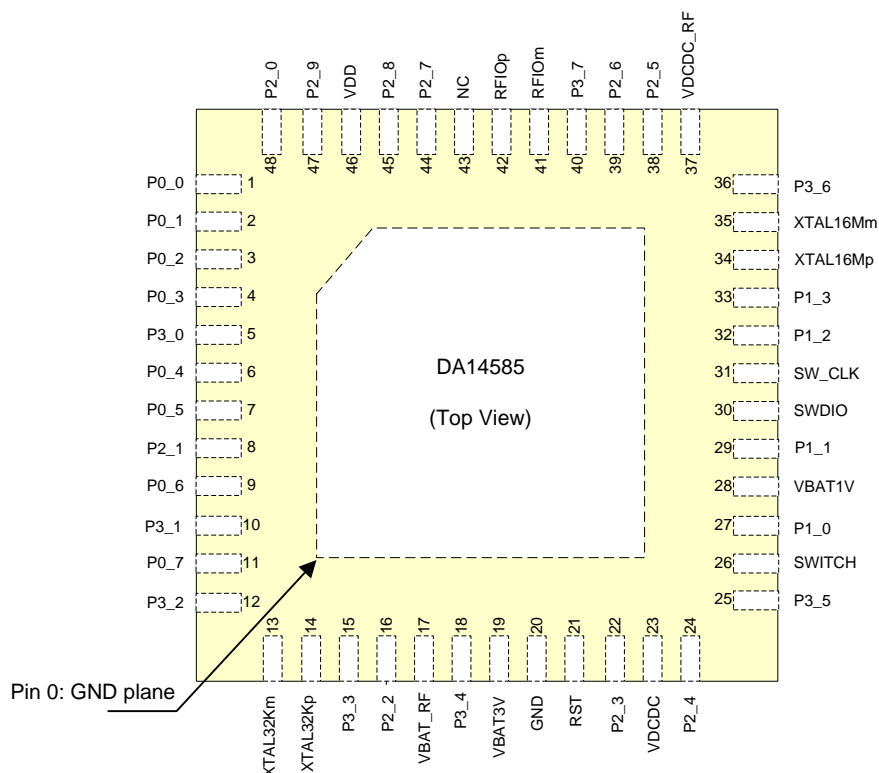 P2_0
P2_9
VDD
P2_8
P2_7
NC
RFIOp
RFIOm
P3_7
P2_6
P2_5
VDCDC_RF
48
47
46
45
44
43
42
41
40
39
38
37
P0_0 1
P0_1 2
P0_2 3
P0_3 4
P3_0 5
P0_4 6
P0_5 7
P2_1 8
P0_6 9
P3_1 10
P0_7 11
P3_2 12
DA14585
(Top View)
36 P3_6
35 XTAL16Mm
34 XTAL16Mp
33 P1_3
32 P1_2
31 SW_CLK
30 SWDIO
29 P1_1
28 VBAT1V
27 P1_0
26 SWITCH
25 P3_5
13
14
15
16
17
18
19
20
21
22
23
24
XTAL32Km
XTAL32Kp
P3_3
P2_2
VBAT_RF
P3_4
VBAT3V
GND
RST
P2_3
VDCDC
P2_4
Pin 0: GND plane